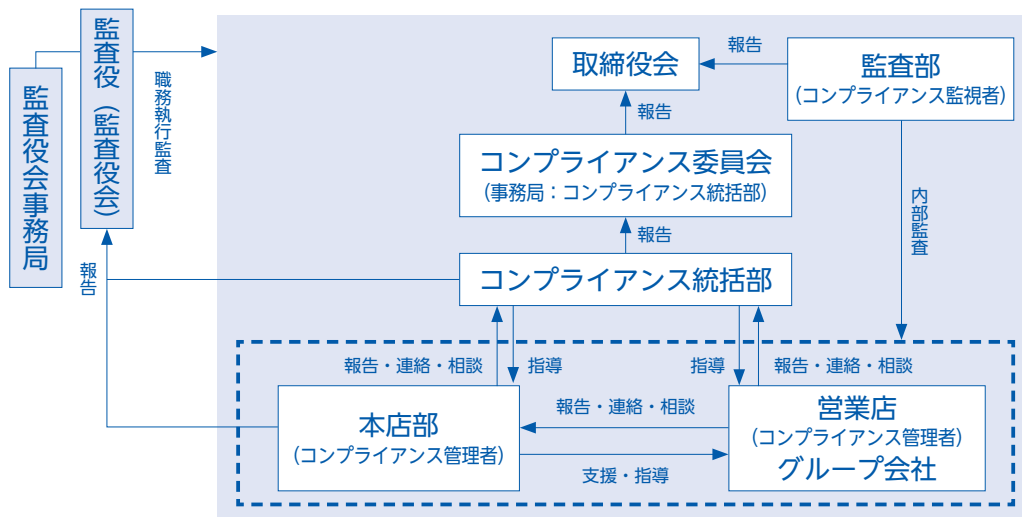 監査役会事務局
監査役（監査役会）
職務執行監査
報告
取締役会
報告
監査部
（コンプライアンス監視者）
報告
コンプライアンス委員会
（事務局：コンプライアンス統括部）
内部監査
報告
コンプライアンス統括部
報告・連絡・相談
指導
指導
報告・連絡・相談
本店部
（コンプライアンス管理者）
報告・連絡・相談
支援・指導
営業店
（コンプライアンス管理者）
グループ会社